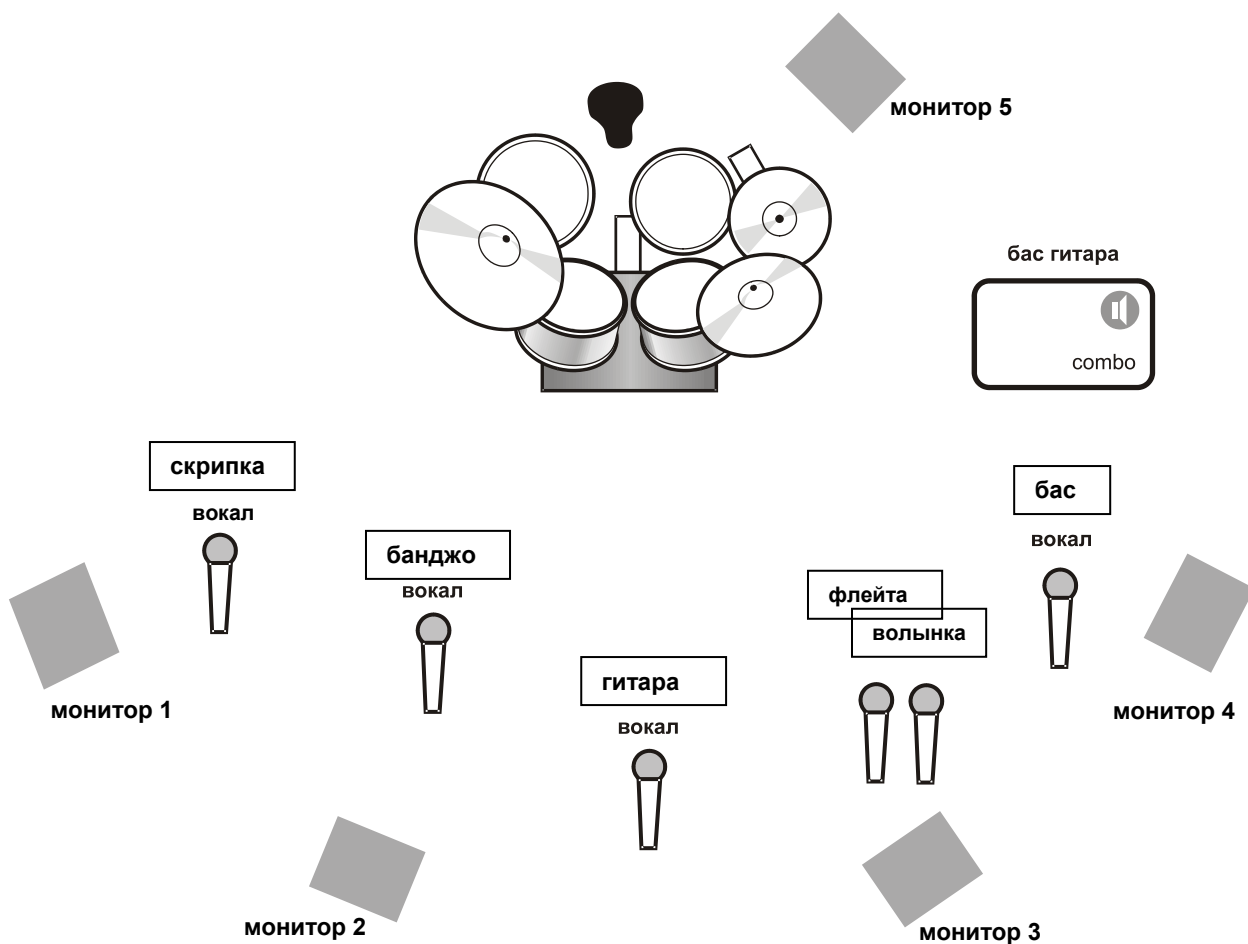 монитор 5
бас гитара
combo
скрипка
вокал
бас
вокал
банджо
вокал
флейта
волынка
гитара
вокал
монитор 1
монитор 4
монитор 2
монитор 3